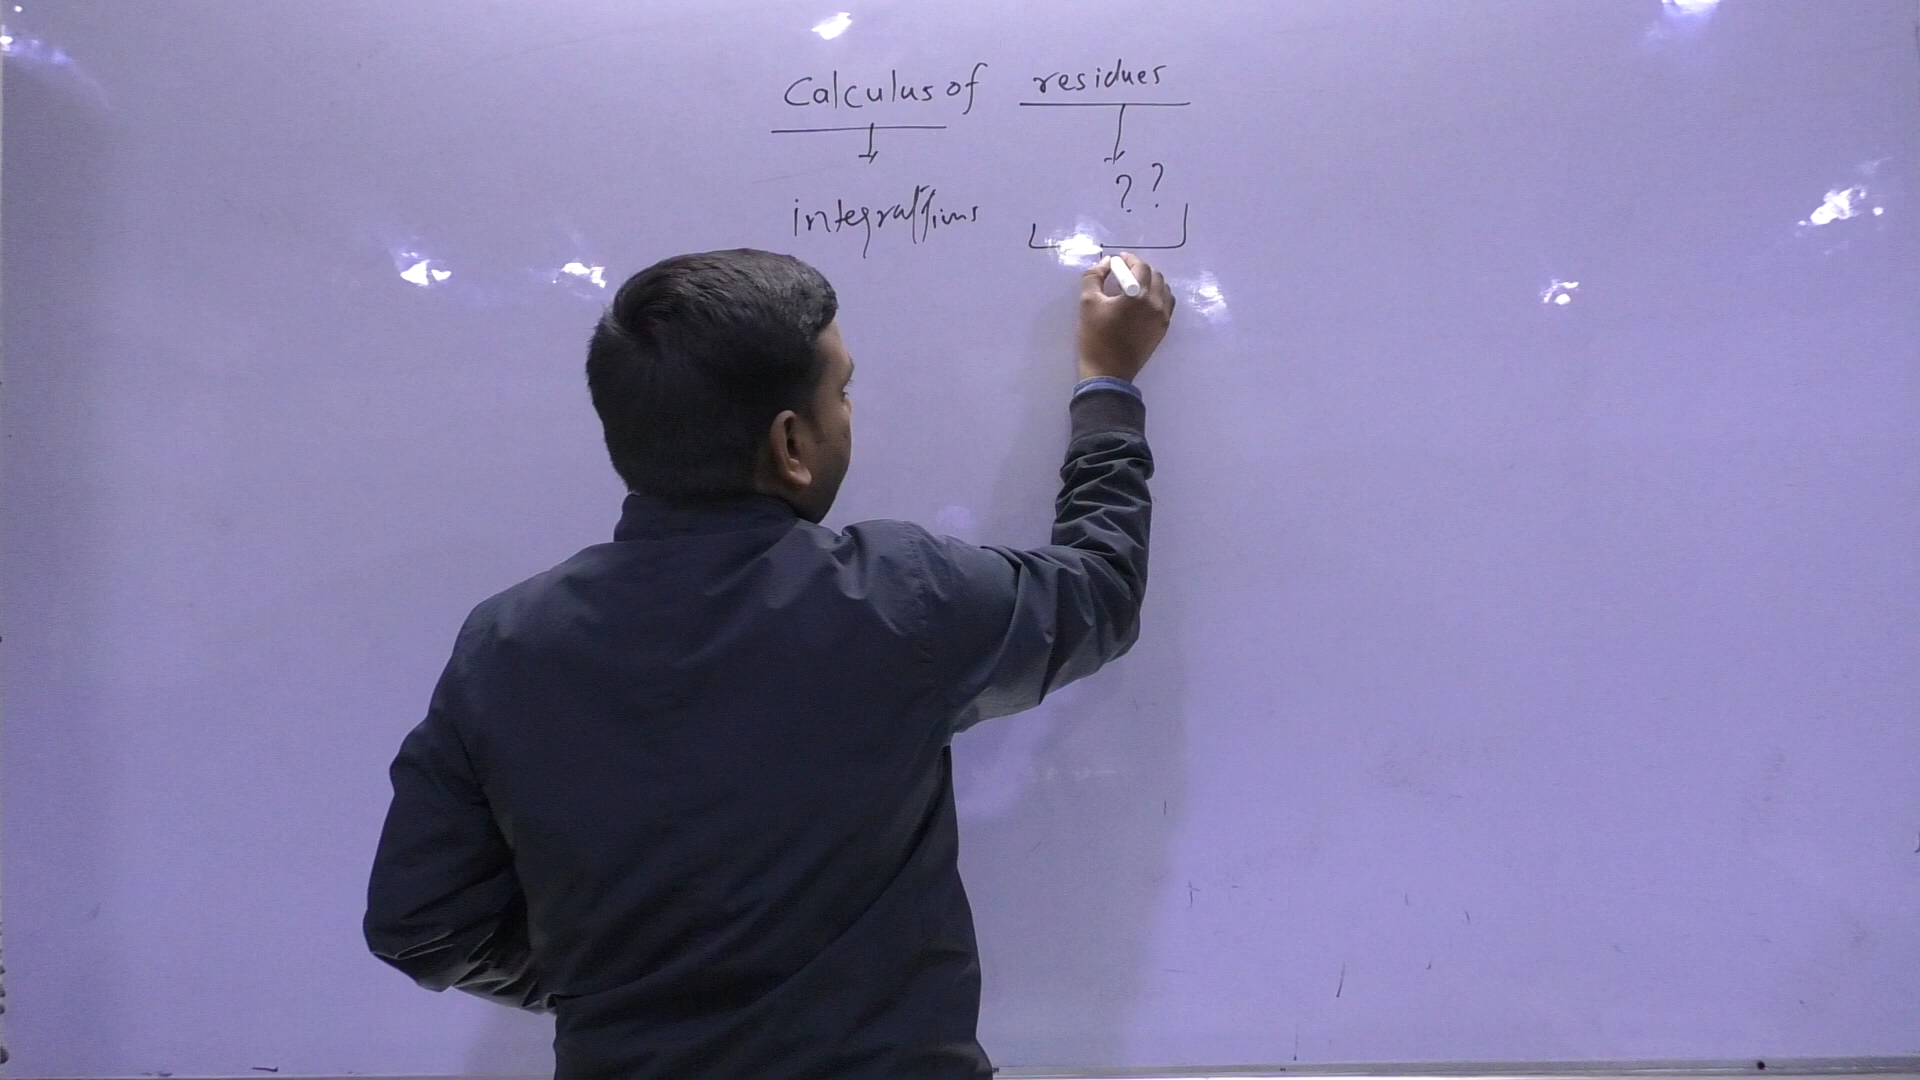 Calculus of residues
? ?
integrations